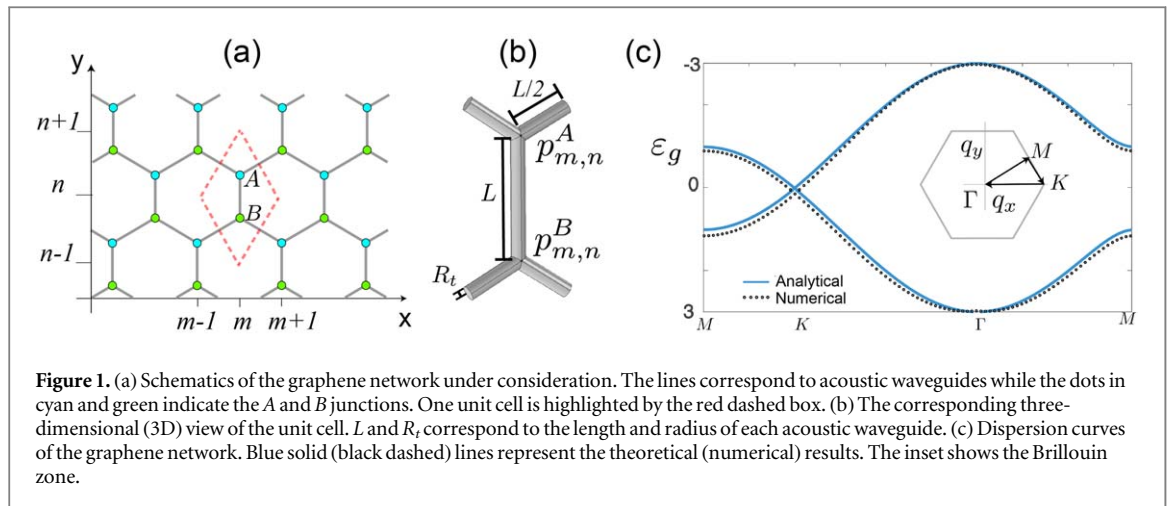 (a)
(b)
(c)
y
n+1
n
n-1
A
B
m-1
m
m+1
x
L/2
p^A_{m,n}
L
p^B_{m,n}
R_t
ε_g
-3
0
3
q_y
M
Γ
q_x
K
Analytical
Numerical
M
K
Γ
M
Figure 1. (a) Schematics of the graphene network under consideration. The lines correspond to acoustic waveguides while the dots in
cyan and green indicate the A and B junctions. One unit cell is highlighted by the red dashed box. (b) The corresponding three-
dimensional (3D) view of the unit cell. L and R_t correspond to the length and radius of each acoustic waveguide. (c) Dispersion curves
of the graphene network. Blue solid (black dashed) lines represent the theoretical (numerical) results. The inset shows the Brillouin
zone.